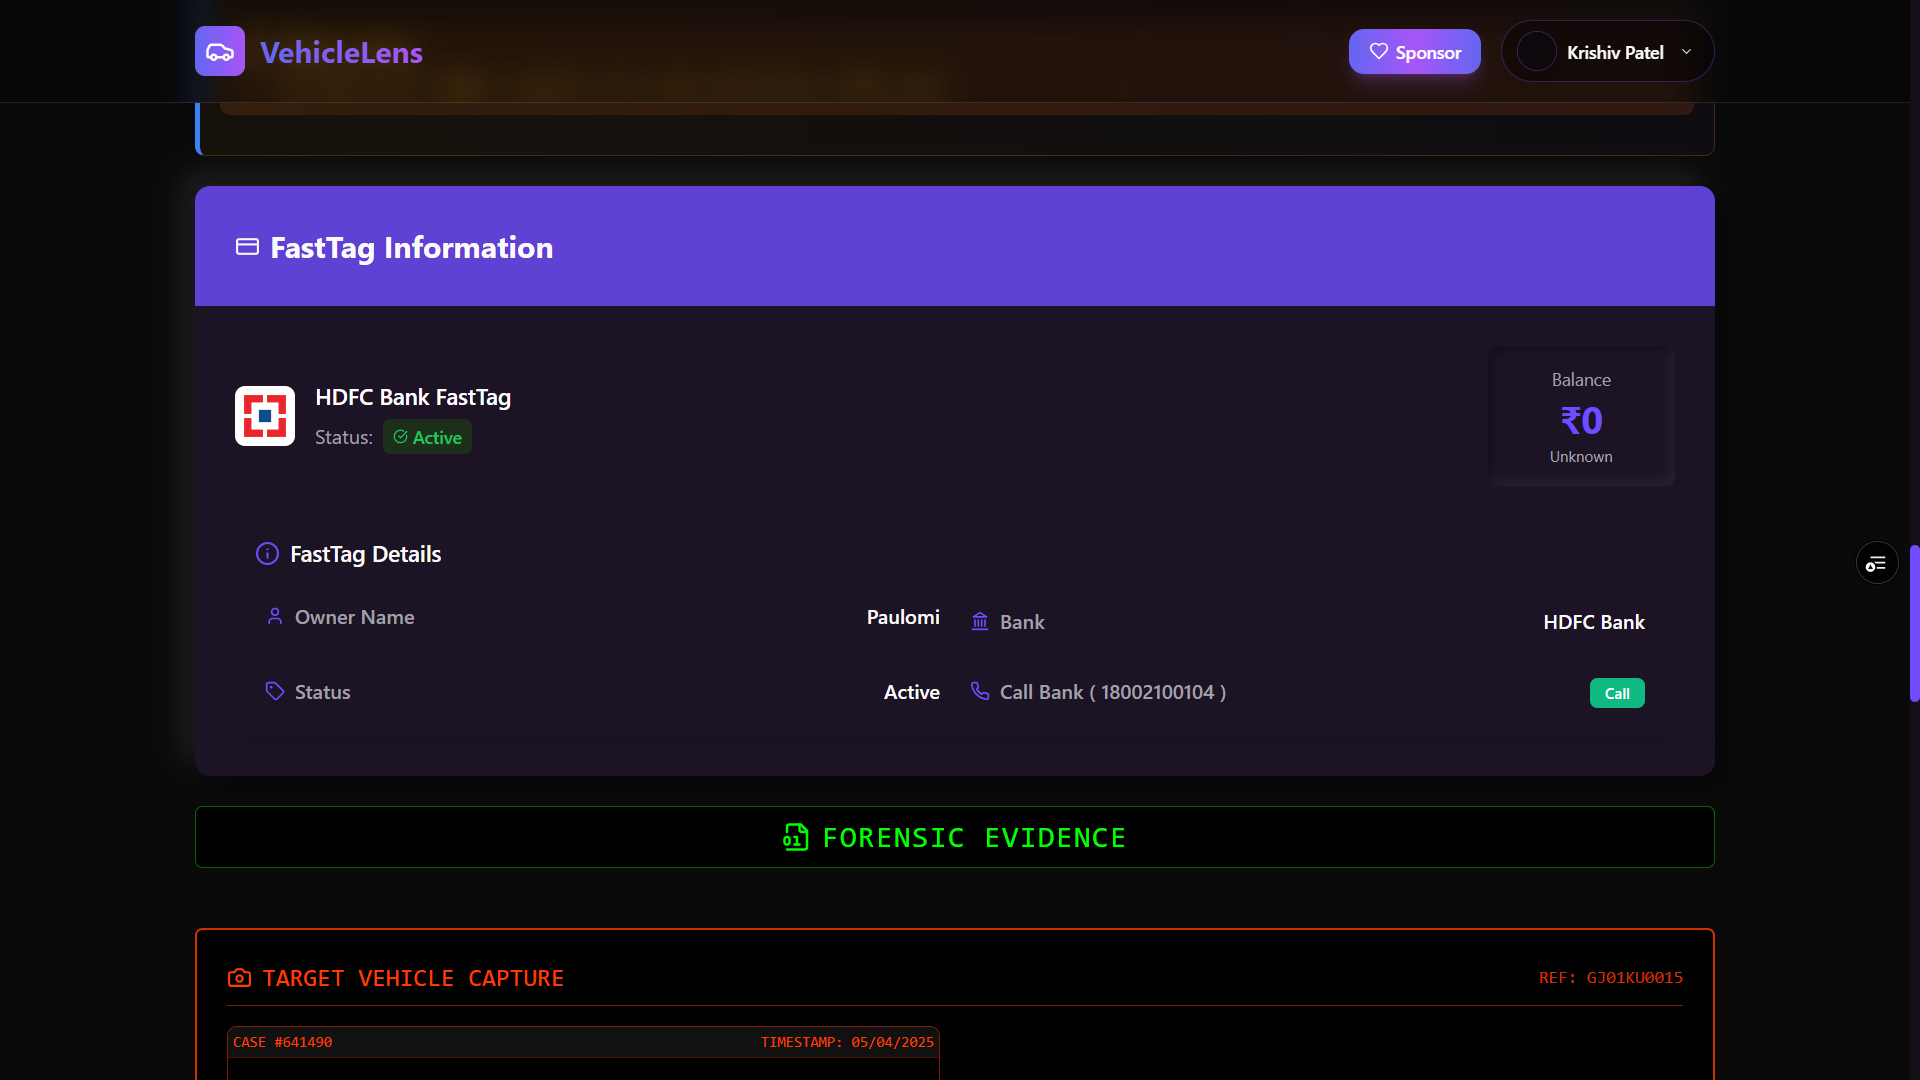 VehicleLens
Sponsor
Krishiv Patel
FastTag Information
HDFC Bank FastTag
Status: Active
Balance
₹0
Unknown
FastTag Details
Owner Name Paulomi
Bank HDFC Bank
Status Active
Call Bank ( 18002100104 ) Call
FORENSIC EVIDENCE
TARGET VEHICLE CAPTURE
REF: GJ01KU0015
CASE #641490
TIMESTAMP: 05/04/2025